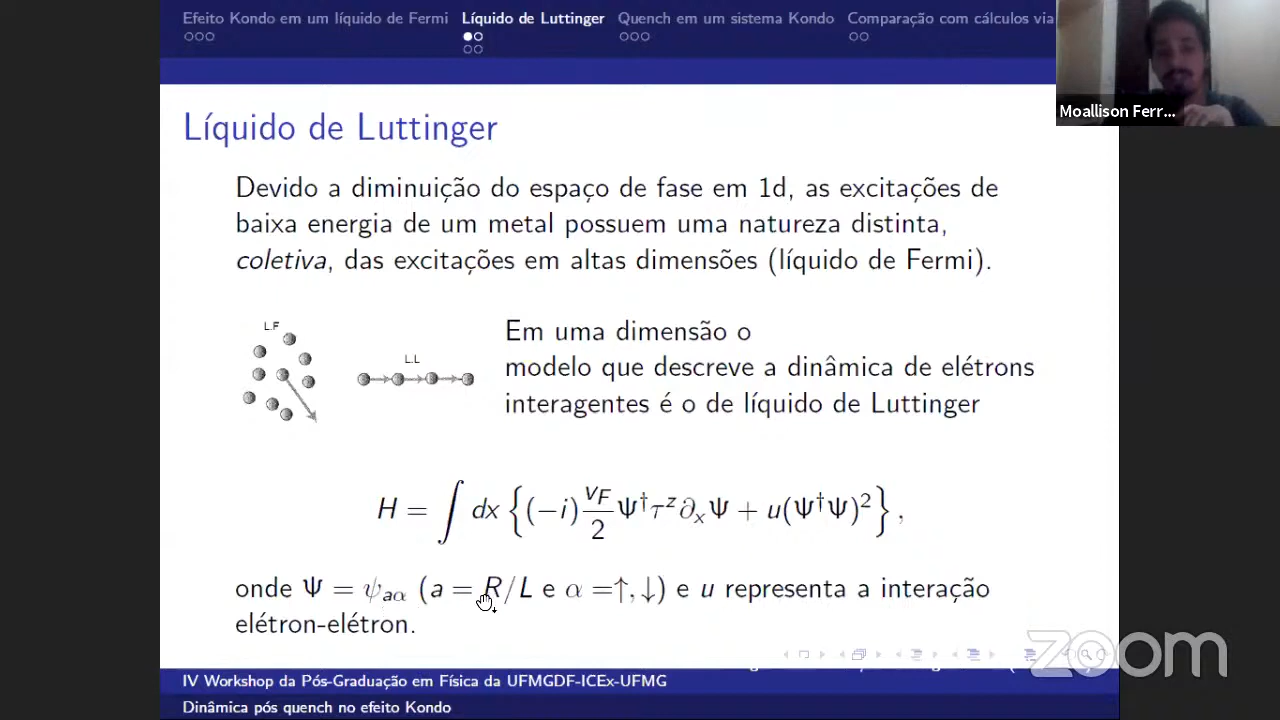 Efeito Kondo em um líquido de Fermi Líquido de Luttinger Quench em um sistema Kondo Comparação com cálculos via
Moallison Ferr...
Líquido de Luttinger
Devido a diminuição do espaço de fase em 1d, as excitações de
baixa energia de um metal possuem uma natureza distinta,
coletiva, das excitações em altas dimensões (líquido de Fermi).
L.F
L.L
Em uma dimensão o
modelo que descreve a dinâmica de elétrons
interagentes é o de líquido de Luttinger
H = ∫ dx {(−i) v_F/2 Ψ†τ^z∂_xΨ + u(Ψ†Ψ)²},
onde Ψ = ψ_aα (a = R/L e α =↑, ↓) e u representa a interação
elétron-elétron.
zoom
IV Workshop da Pós-Graduação em Física da UFMGDF-ICEx-UFMG
Dinâmica pós quench no efeito Kondo